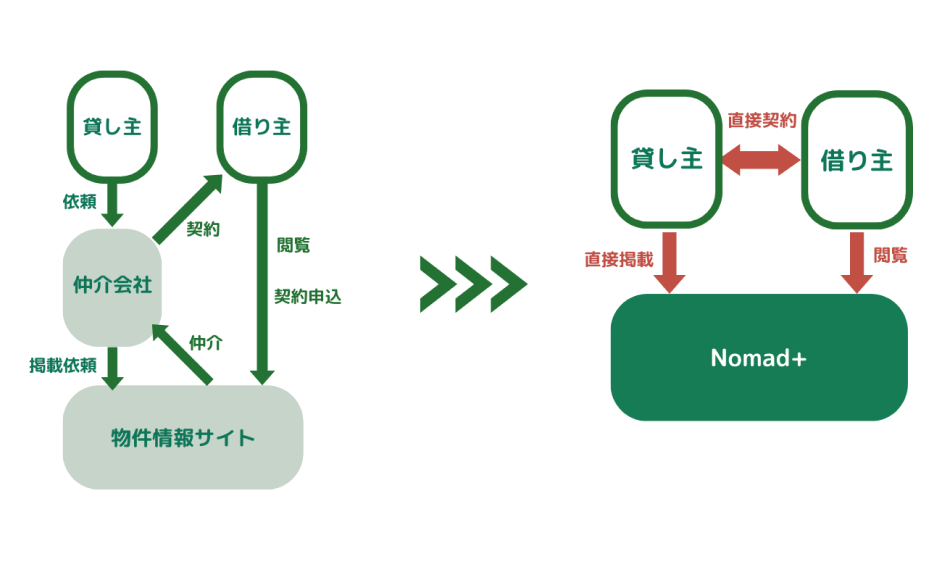 貸し主
借り主
依頼
契約
仲介会社
閲覧
契約申込
仲介
掲載依頼
物件情報サイト
直接契約
貸し主
借り主
直接掲載
閲覧
Nomad+